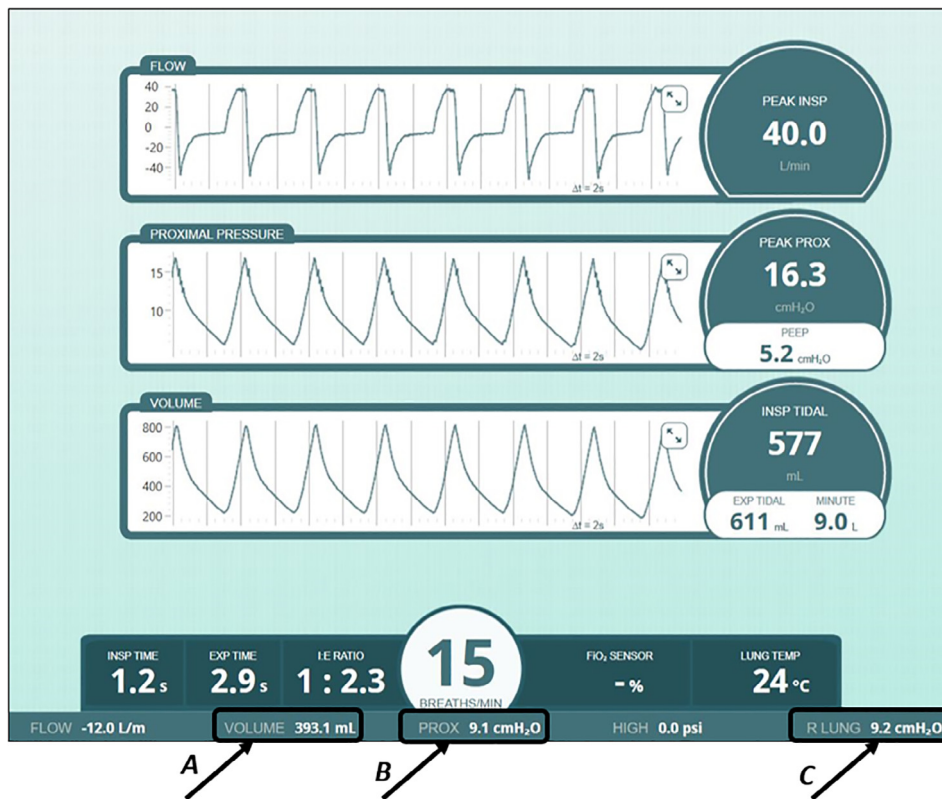 FLOW
40
20
0
-20
-40
Δt = 2s
PEAK INSP
40.0
L/min
PROXIMAL PRESSURE
15
10
Δt = 2s
PEAK PROX
16.3
cmH₂O
PEEP
5.2 cmH₂O
VOLUME
800
600
400
200
Δt = 2s
INSP TIDAL
577
mL
EXP TIDAL MINUTE
611 mL 9.0 L
INSP TIME EXP TIME I:E RATIO FiO₂ SENSOR LUNG TEMP
1.2 s 2.9 s 1 : 2.3 15 - % 24 °C
BREATHS/MIN
FLOW -12.0 L/m VOLUME 393.1 mL PROX 9.1 cmH₂O HIGH 0.0 psi R LUNG 9.2 cmH₂O
A B C